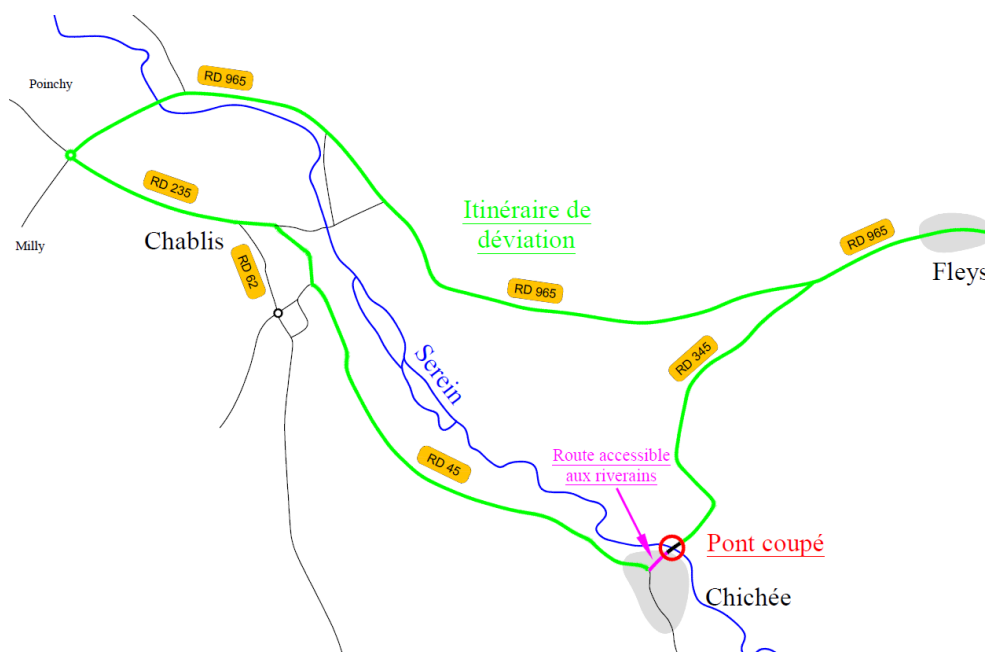 RD 965
Poinchy
RD 235
Itinéraire de
déviation
Chablis
Milly
RD 965
Fleys
RD 62
RD 965
RD 345
Serein
Route accessible
aux riverains
RD 45
Pont coupé
Chichée